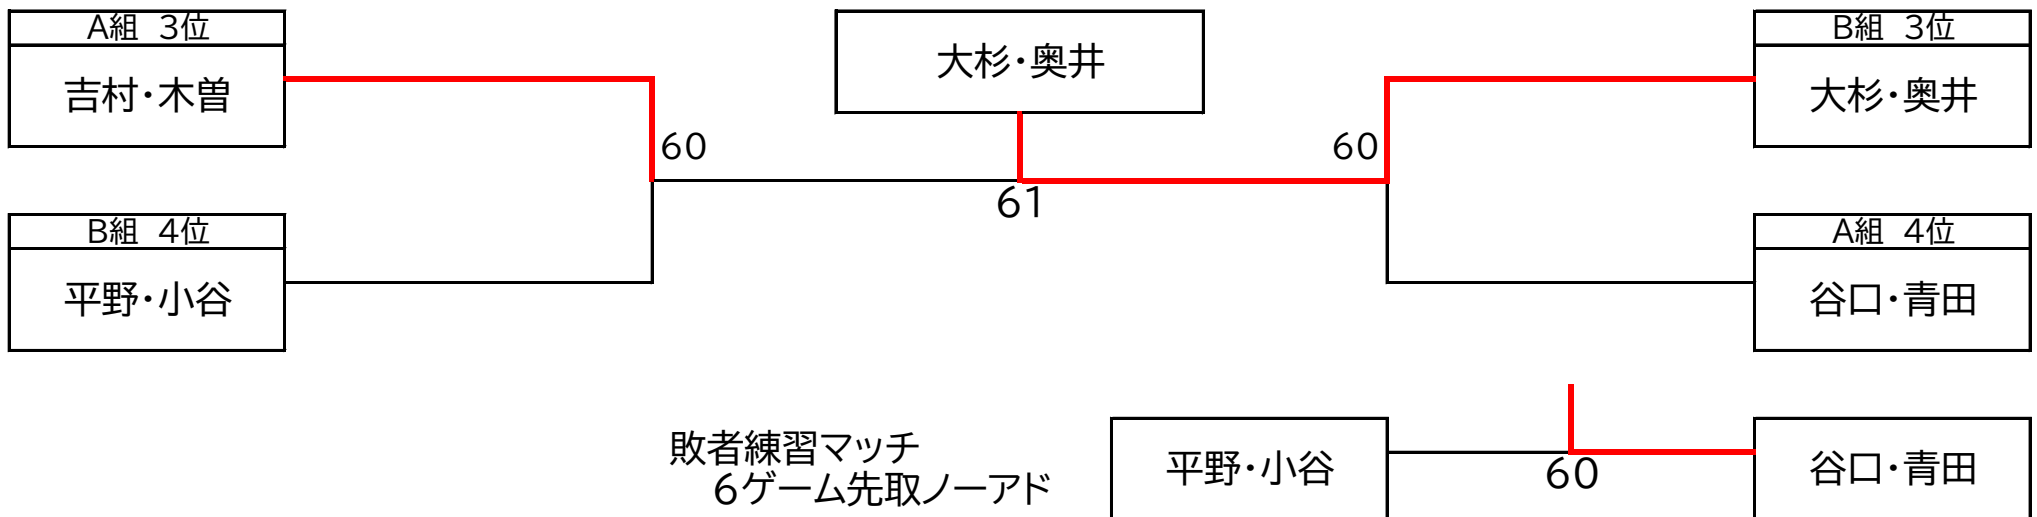 A組 3位
吉村・木曽
大杉・奥井
B組 3位
大杉・奥井
60
60
61
B組 4位
平野・小谷
A組 4位
谷口・青田
敗者練習マッチ
6ゲーム先取ノーアド
平野・小谷
60
谷口・青田